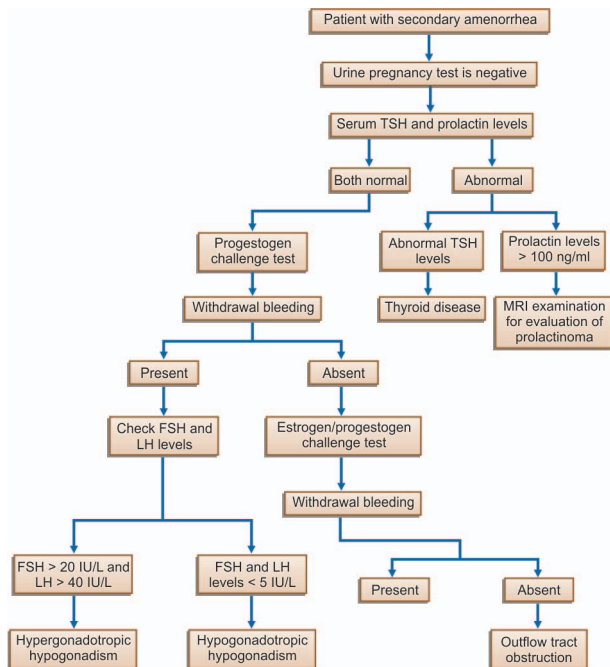 Patient with secondary amenorrhea
Urine pregnancy test is negative
Serum TSH and prolactin levels
Both normal
Abnormal
Progestogen
challenge test
Abnormal TSH
levels
Prolactin levels
> 100 ng/ml
Withdrawal bleeding
Thyroid disease
MRI examination
for evaluation of
prolactinoma
Present
Absent
Check FSH and
LH levels
Estrogen/progestogen
challenge test
Withdrawal bleeding
FSH > 20 IU/L and
LH > 40 IU/L
FSH and LH
levels < 5 IU/L
Present
Absent
Hypergonadotropic
hypogonadism
Hypogonadotropic
hypogonadism
Outflow tract
obstruction